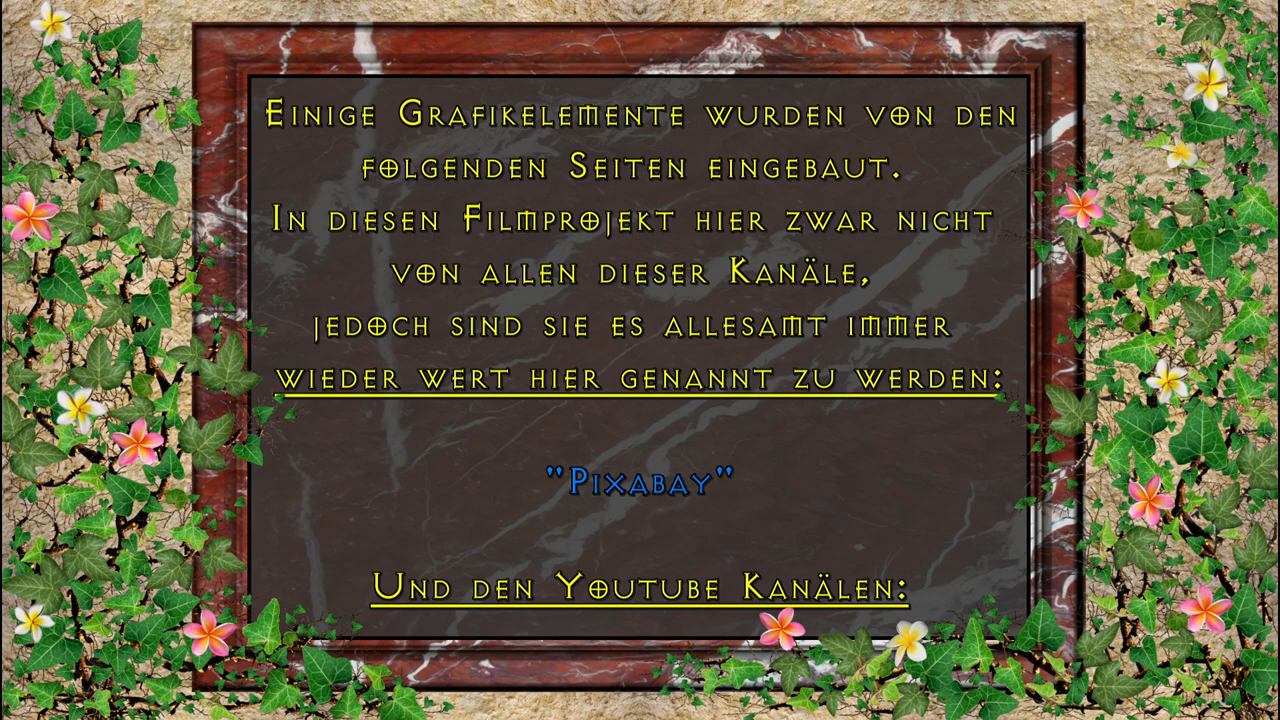 Einige Grafikelemente wurden von den
folgenden Seiten eingebaut.
In diesen Filmprojekt hier zwar nicht
von allen dieser Kanäle,
jedoch sind sie es allesamt immer
wieder wert hier genannt zu werden:
"Pixabay"
Und den Youtube Kanälen: